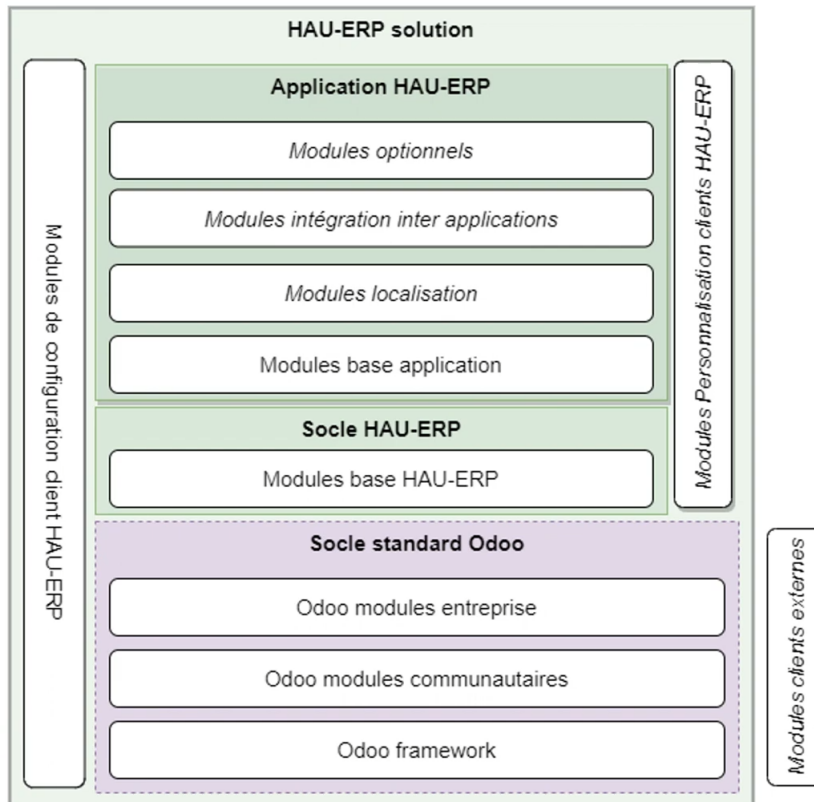 HAU-ERP solution
Modules de configuration client HAU-ERP
Application HAU-ERP
Modules optionnels
Modules intégration inter applications
Modules localisation
Modules base application
Modules Personnalisation clients HAU-ERP
Socle HAU-ERP
Modules base HAU-ERP
Socle standard Odoo
Odoo modules entreprise
Odoo modules communautaires
Odoo framework
Modules clients externes